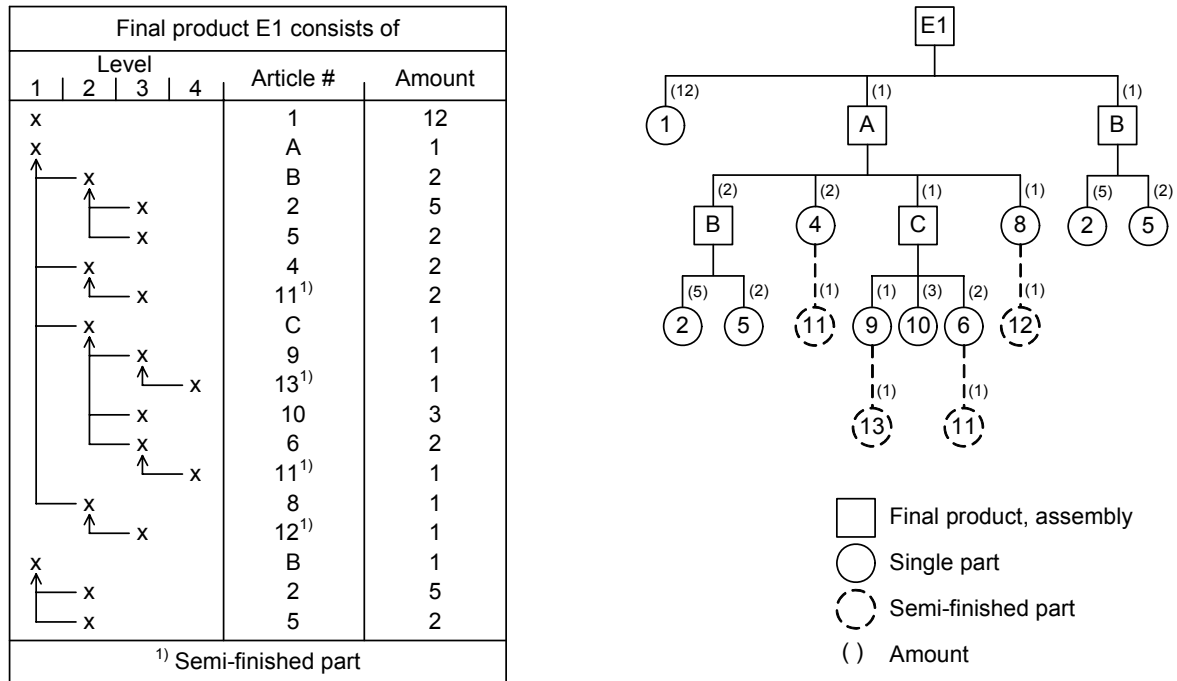 Final product E1 consists of
Level
1 2 3 4 Article # Amount
x 1 12
x A 1
x B 2
x 2 5
x 5 2
x 4 2
x 11¹⁾ 2
x C 1
x 9 1
x 13¹⁾ 1
x 10 3
x 6 2
x 11¹⁾ 1
x 8 1
x 12¹⁾ 1
x B 1
x 2 5
x 5 2
¹⁾ Semi-finished part
E1
(12) (1) (1)
1 A B
(2) (2) (1) (1) (5) (2)
B 4 C 8 2 5
(5) (2) (1) (1) (3) (2) (1)
2 5 11 9 10 6 12
(1) (1)
13 11
Final product, assembly
Single part
Semi-finished part
( ) Amount